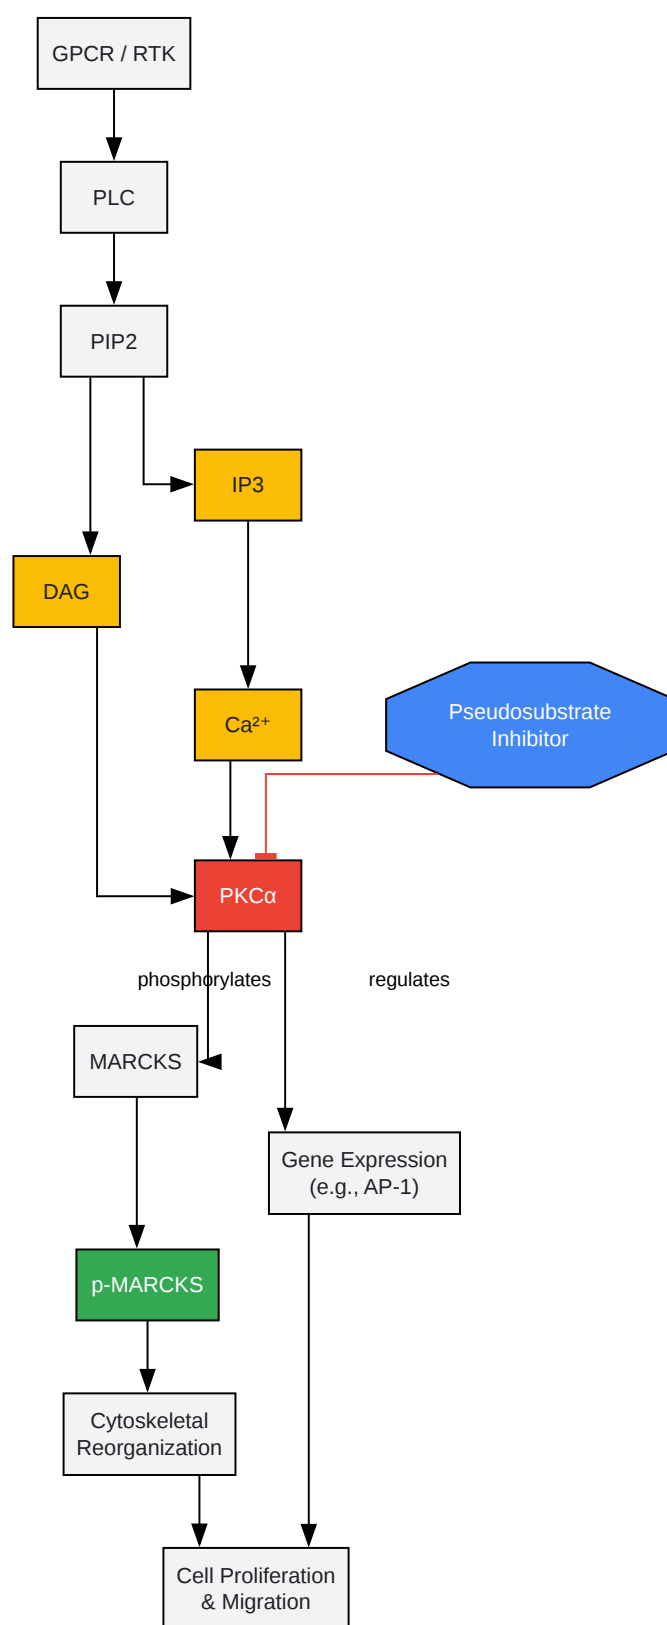 GPCR / RTK
PLC
PIP2
IP3
DAG
Pseudosubstrate
Inhibitor
Ca²⁺
PKCα
phosphorylates
regulates
MARCKS
Gene Expression
(e.g., AP-1)
p-MARCKS
Cytoskeletal
Reorganization
Cell Proliferation
& Migration